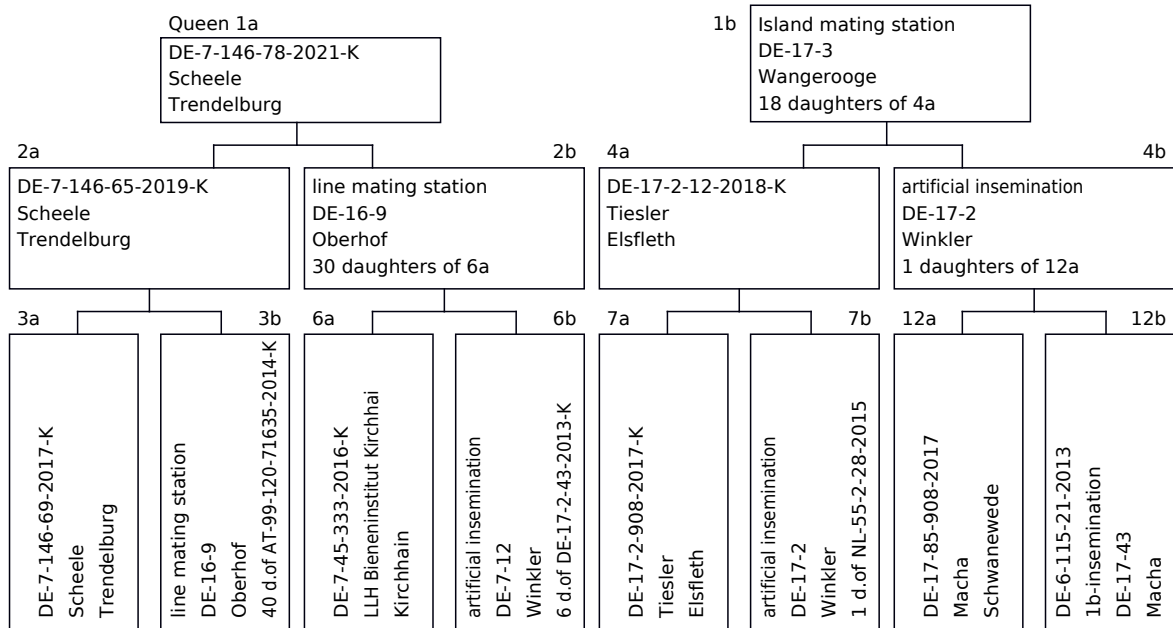 Queen 1a
DE-7-146-78-2021-K
Scheele
Trendelburg
1b
Island mating station
DE-17-3
Wangerooge
18 daughters of 4a
2a
DE-7-146-65-2019-K
Scheele
Trendelburg
2b
line mating station
DE-16-9
Oberhof
30 daughters of 6a
4a
DE-17-2-12-2018-K
Tiesler
Elsfleth
4b
artificial insemination
DE-17-2
Winkler
1 daughters of 12a
3a
DE-7-146-69-2017-K
Scheele
Trendelburg
3b
line mating station
DE-16-9
Oberhof
40 d.of AT-99-120-71635-2014-K
6a
DE-7-45-333-2016-K
LLH Bieneninstitut Kirchhai
Kirchhain
6b
artificial insemination
DE-7-12
Winkler
6 d.of DE-17-2-43-2013-K
7a
DE-17-2-908-2017-K
Tiesler
Elsfleth
7b
artificial insemination
DE-17-2
Winkler
1 d.of NL-55-2-28-2015
12a
DE-17-85-908-2017
Macha
Schwanewede
12b
DE-6-115-21-2013
1b-insemination
DE-17-43
Macha